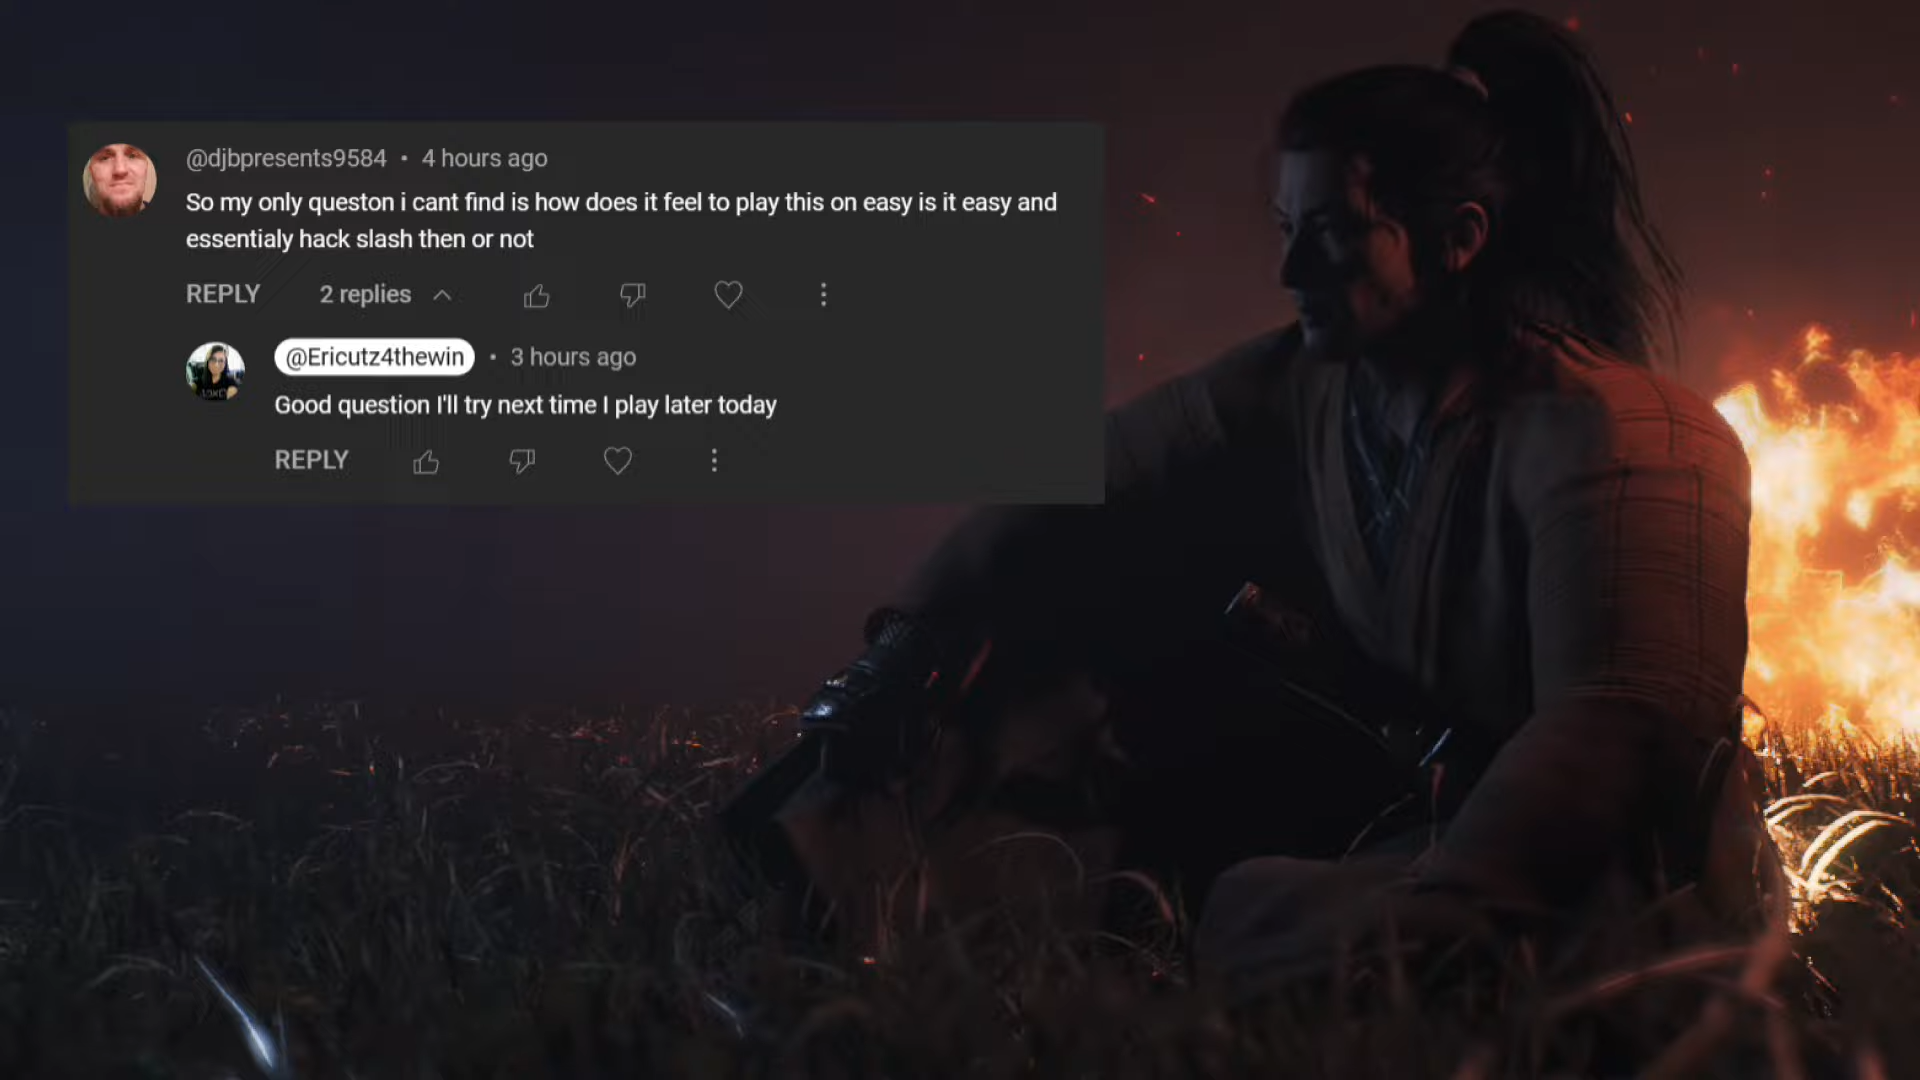 @djbpresents9584 • 4 hours ago
So my only queston i cant find is how does it feel to play this on easy is it easy and
essentialy hack slash then or not
REPLY 2 replies
@Ericutz4thewin • 3 hours ago
Good question I'll try next time I play later today
REPLY